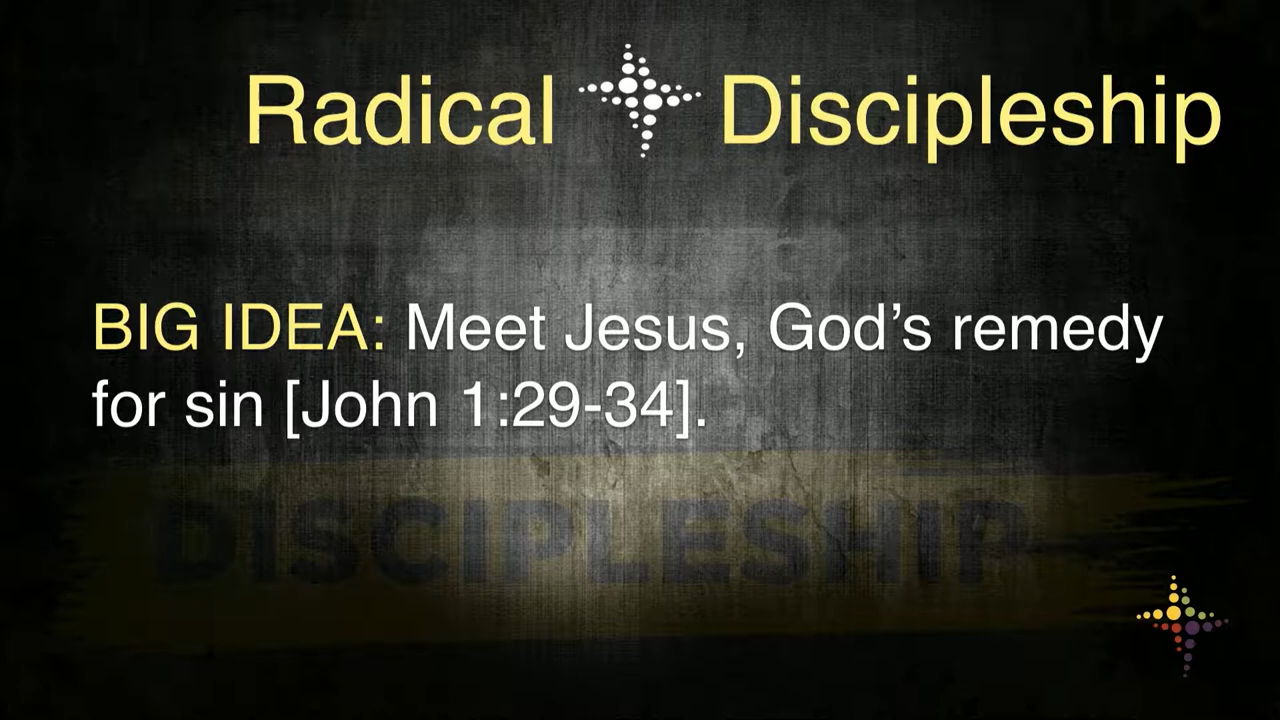 Radical Discipleship
BIG IDEA: Meet Jesus, God’s remedy
for sin [John 1:29-34].
DISCIPLESHIP